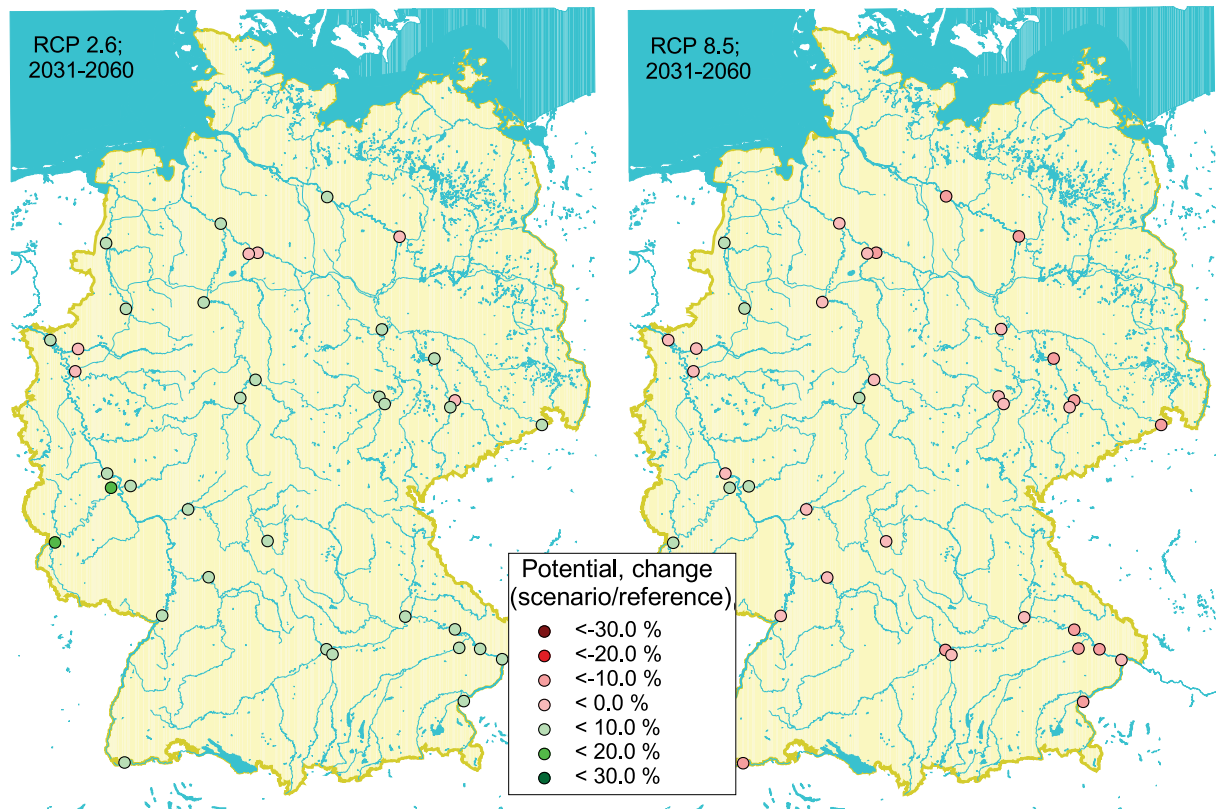 RCP 2.6;
2031-2060
RCP 8.5;
2031-2060
Potential, change
(scenario/reference),
<-30.0 %
<-20.0 %
<-10.0 %
< 0.0 %
< 10.0 %
< 20.0 %
< 30.0 %